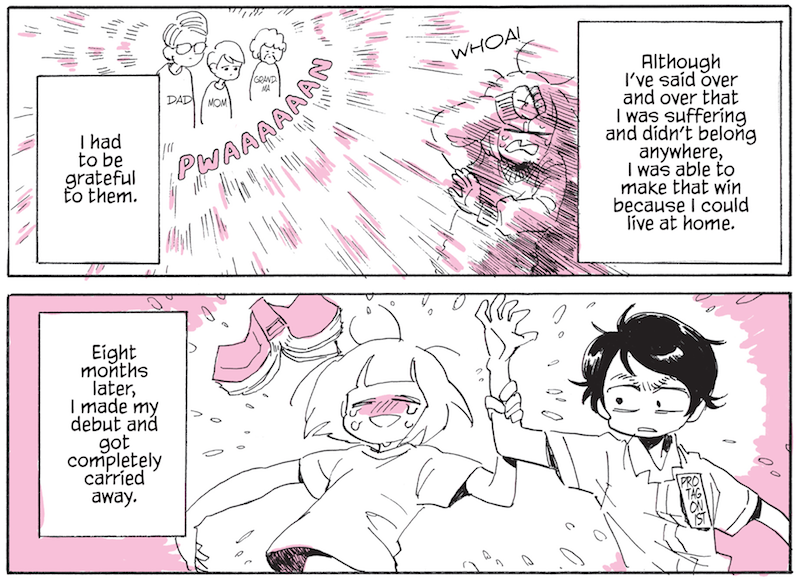 Although
I've said over
and over that
I was suffering
and didn't belong
anywhere,
I was able to
make that win
because I could
live at home.
WHOA!
DAD
MOM
GRAND-
MA
PWAAAAAAAN
I had
to be
grateful
to them.
Eight
months
later,
I made my
debut and
got
completely
carried
away.
PRO
TAG
ON
IST